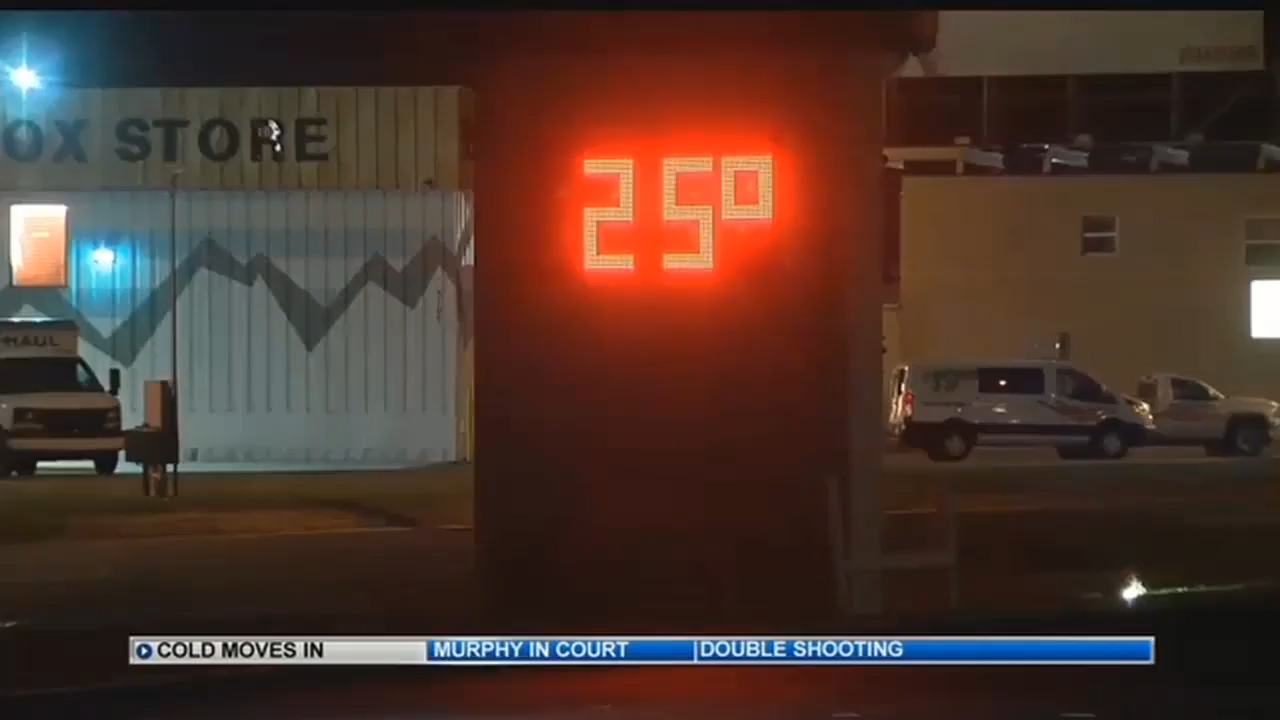 OX STORE
25°
HAUL
COLD MOVES IN
MURPHY IN COURT
DOUBLE SHOOTING